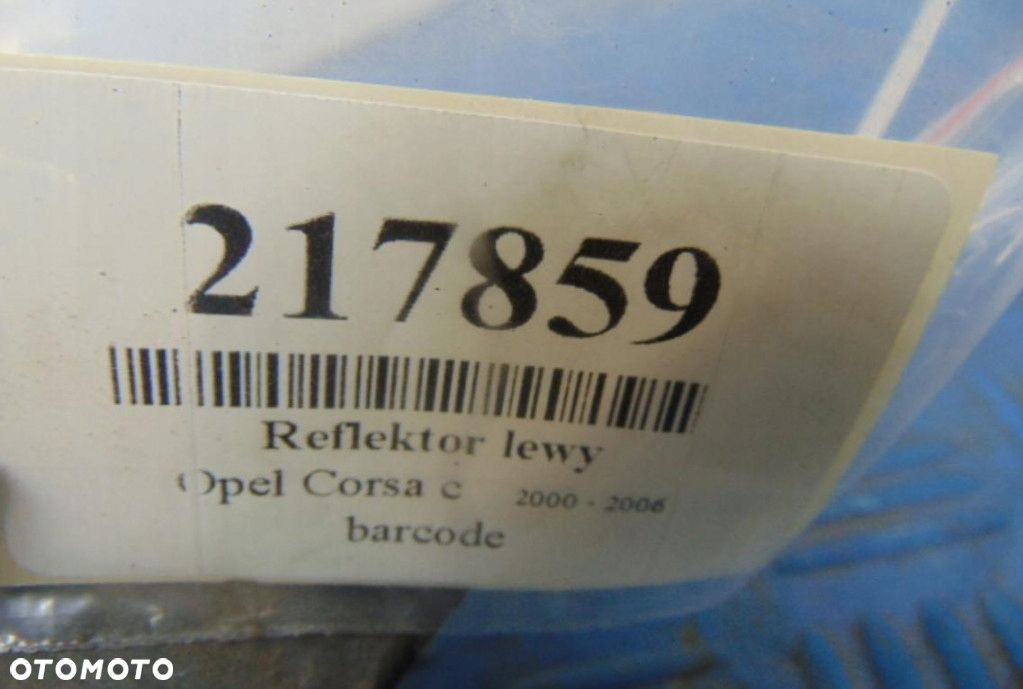 217859
Reflektor lewy
Opel Corsa c 2000 - 2006
barcode
OTOMOTO